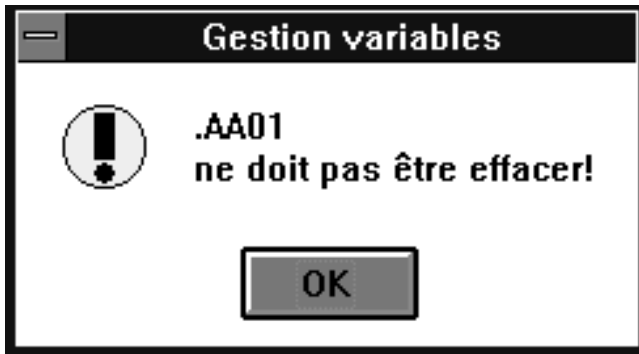 Gestion variables
.AA01
ne doit pas être effacer!
OK